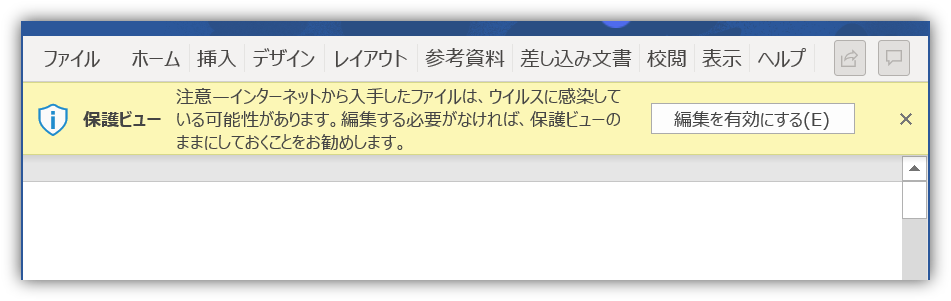 ファイル ホーム 挿入 デザイン レイアウト 参考資料 差し込み文書 校閲 表示 ヘルプ
保護ビュー
注意—インターネットから入手したファイルは、ウイルスに感染して
いる可能性があります。編集する必要がなければ、保護ビューの
ままにしておくことをお勧めします。
編集を有効にする(E)